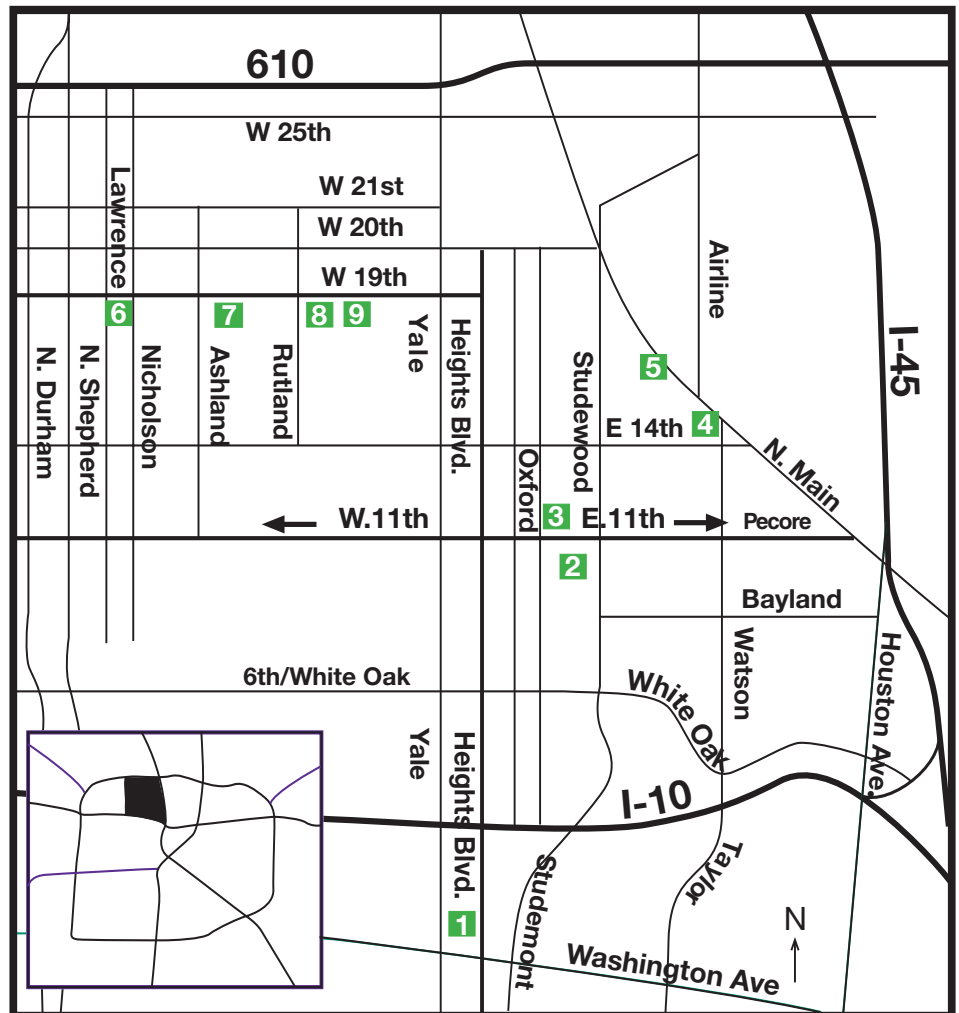 610
W 25th
Lawrence
W 21st
W 20th
W 19th
Airline
6
7
8
9
I-45
N. Durham
N. Shepherd
Nicholson
Ashland
Rutland
Yale
Heights Blvd.
Studewood
5
E 14th
4
N. Main
Oxford
W.11th
3
E.11th
Pecore
2
Bayland
Watson
Houston Ave.
6th/White Oak
White Oak
Yale
Heights Blvd.
I-10
Studemont
Taylor
1
N
Washington Ave